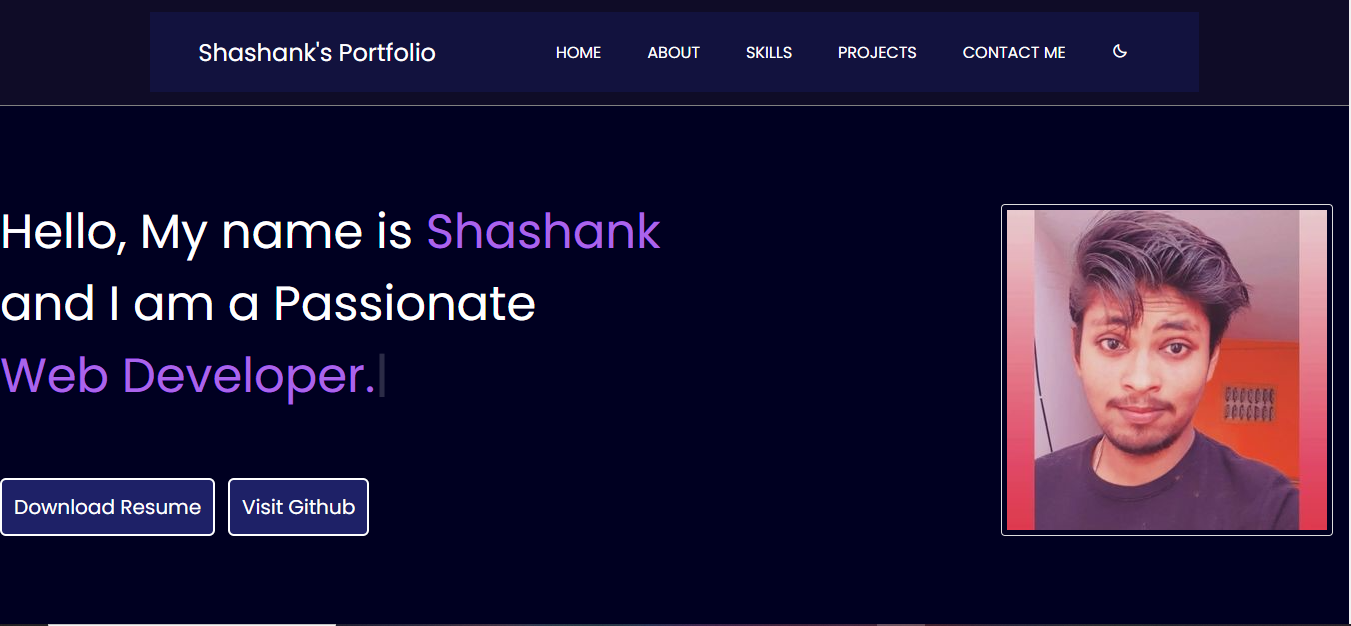 Shashank's Portfolio HOME ABOUT SKILLS PROJECTS CONTACT ME
Hello, My name is Shashank
and I am a Passionate
Web Developer.
Download Resume Visit Github